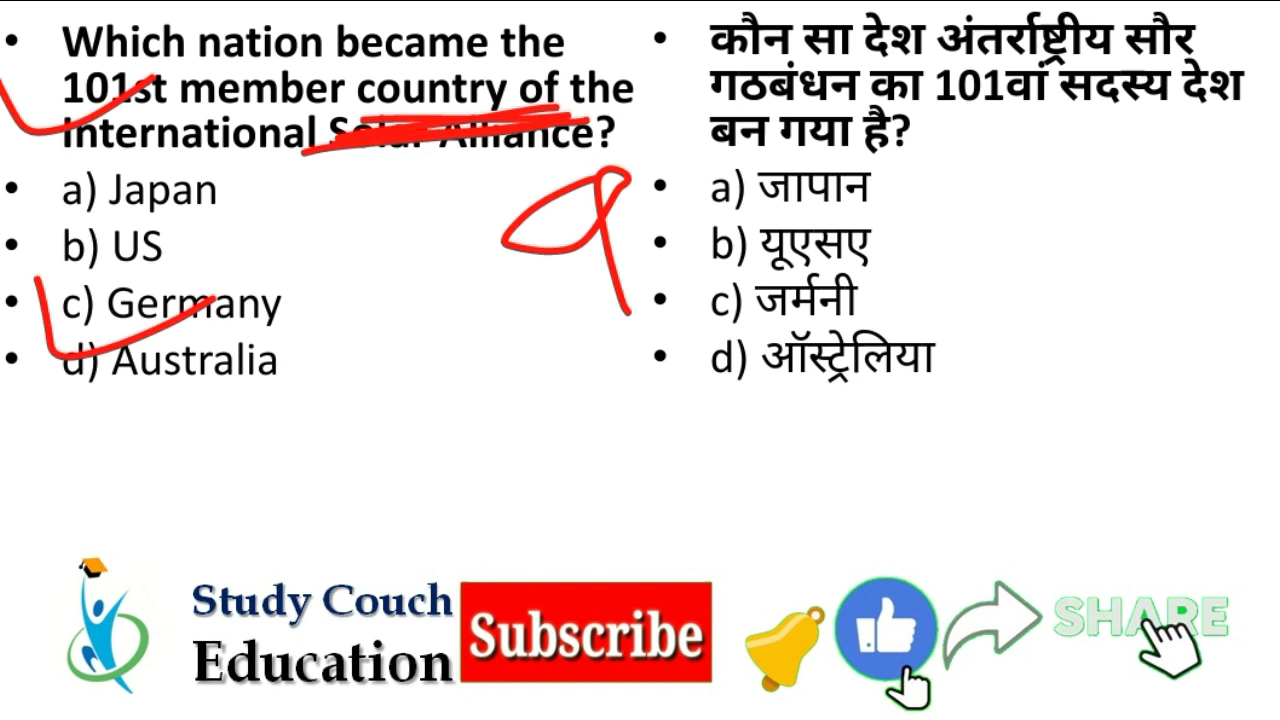 • Which nation became the
101st member country of the
International Solar Alliance?
• a) Japan
• b) US
• c) Germany
• d) Australia
• कौन सा देश अंतर्राष्ट्रीय सौर
गठबंधन का 101वां सदस्य देश
बन गया है?
• a) जापान
• b) यूएसए
• c) जर्मनी
• d) ऑस्ट्रेलिया
Study Couch
Education
Subscribe
SHARE